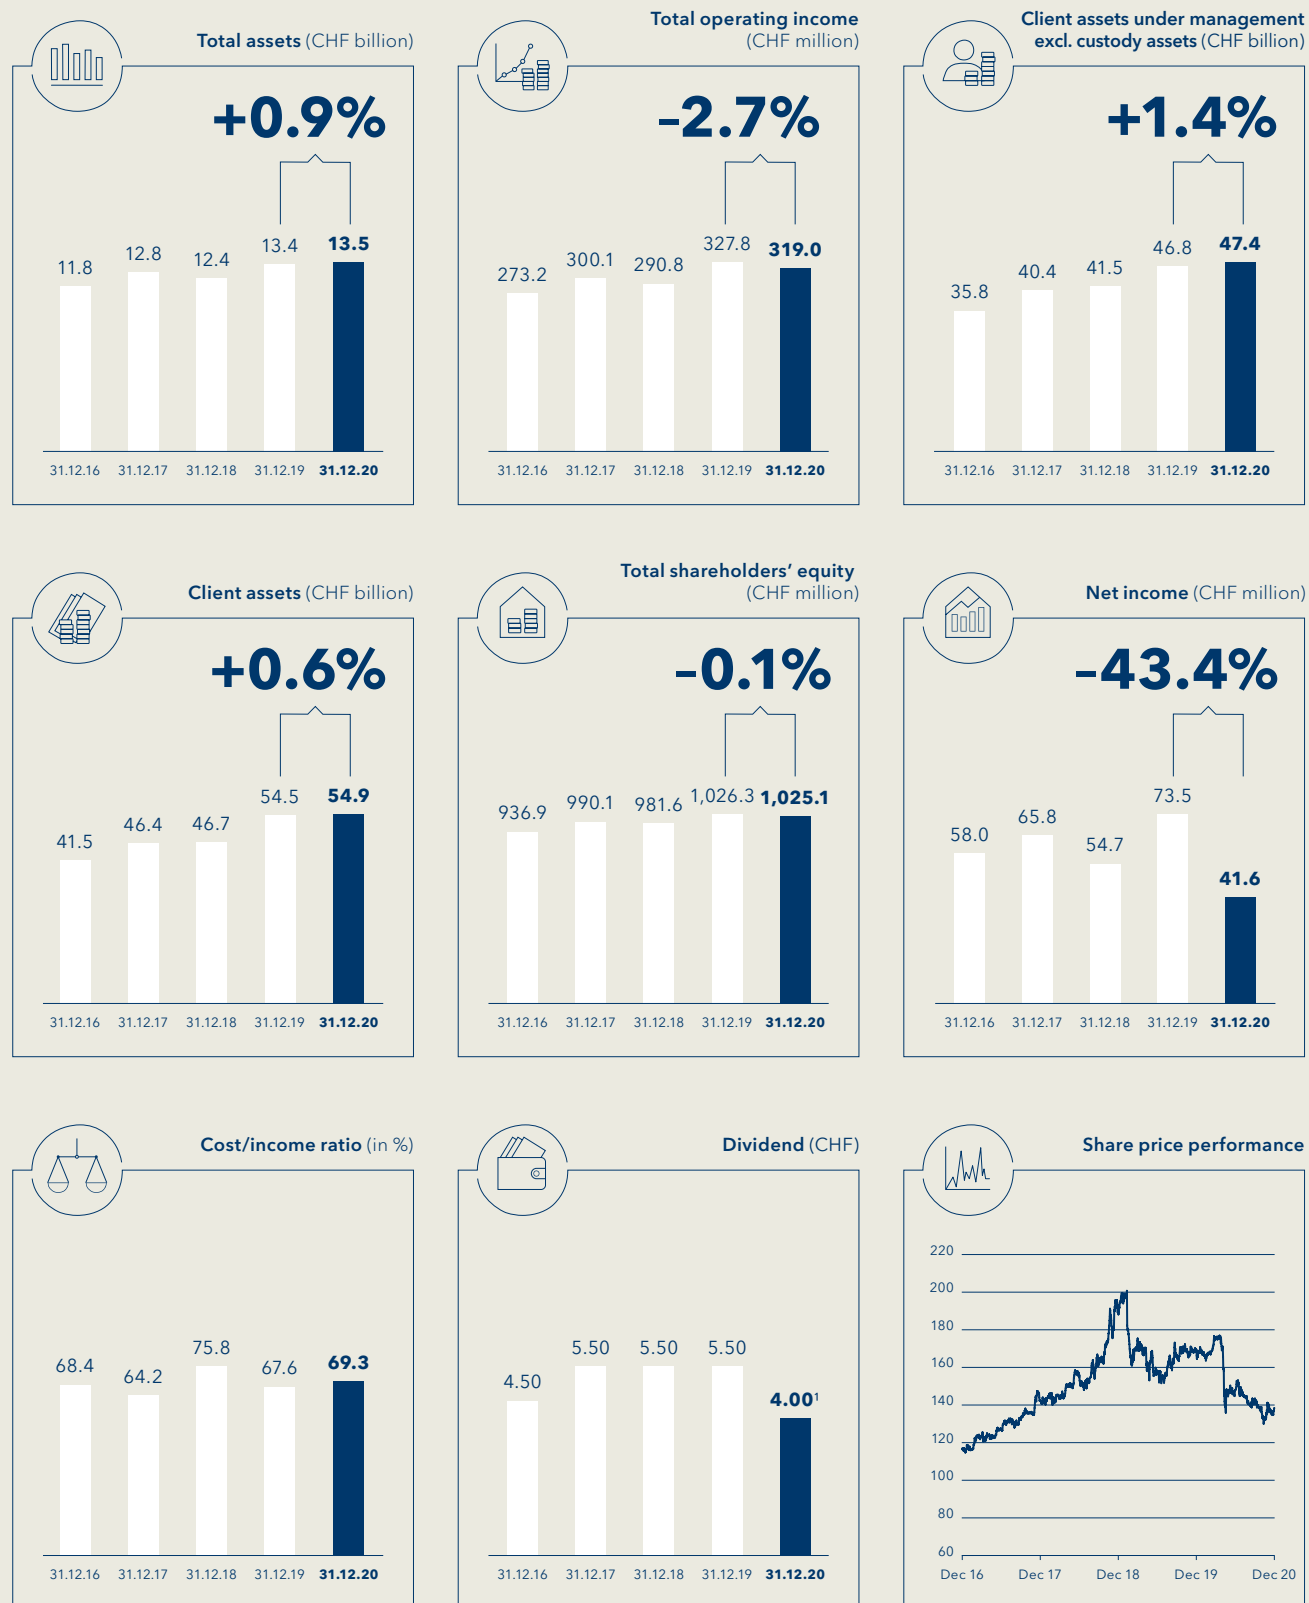 Total assets (CHF billion)
+0.9%
11.8
12.8
12.4
13.4
13.5
31.12.16 31.12.17 31.12.18 31.12.19 31.12.20
Total operating income
(CHF million)
–2.7%
273.2
300.1
290.8
327.8
319.0
31.12.16 31.12.17 31.12.18 31.12.19 31.12.20
Client assets under management
excl. custody assets (CHF billion)
+1.4%
35.8
40.4
41.5
46.8
47.4
31.12.16 31.12.17 31.12.18 31.12.19 31.12.20
Client assets (CHF billion)
+0.6%
41.5
46.4
46.7
54.5
54.9
31.12.16 31.12.17 31.12.18 31.12.19 31.12.20
Total shareholders’ equity
(CHF million)
–0.1%
936.9
990.1
981.6
1,026.3
1,025.1
31.12.16 31.12.17 31.12.18 31.12.19 31.12.20
Net income (CHF million)
–43.4%
58.0
65.8
54.7
73.5
41.6
31.12.16 31.12.17 31.12.18 31.12.19 31.12.20
Cost/income ratio (in %)
68.4
64.2
75.8
67.6
69.3
31.12.16 31.12.17 31.12.18 31.12.19 31.12.20
Dividend (CHF)
4.50
5.50
5.50
5.50
4.00¹
31.12.16 31.12.17 31.12.18 31.12.19 31.12.20
Share price performance
220
200
180
160
140
120
100
80
60
Dec 16 Dec 17 Dec 18 Dec 19 Dec 20